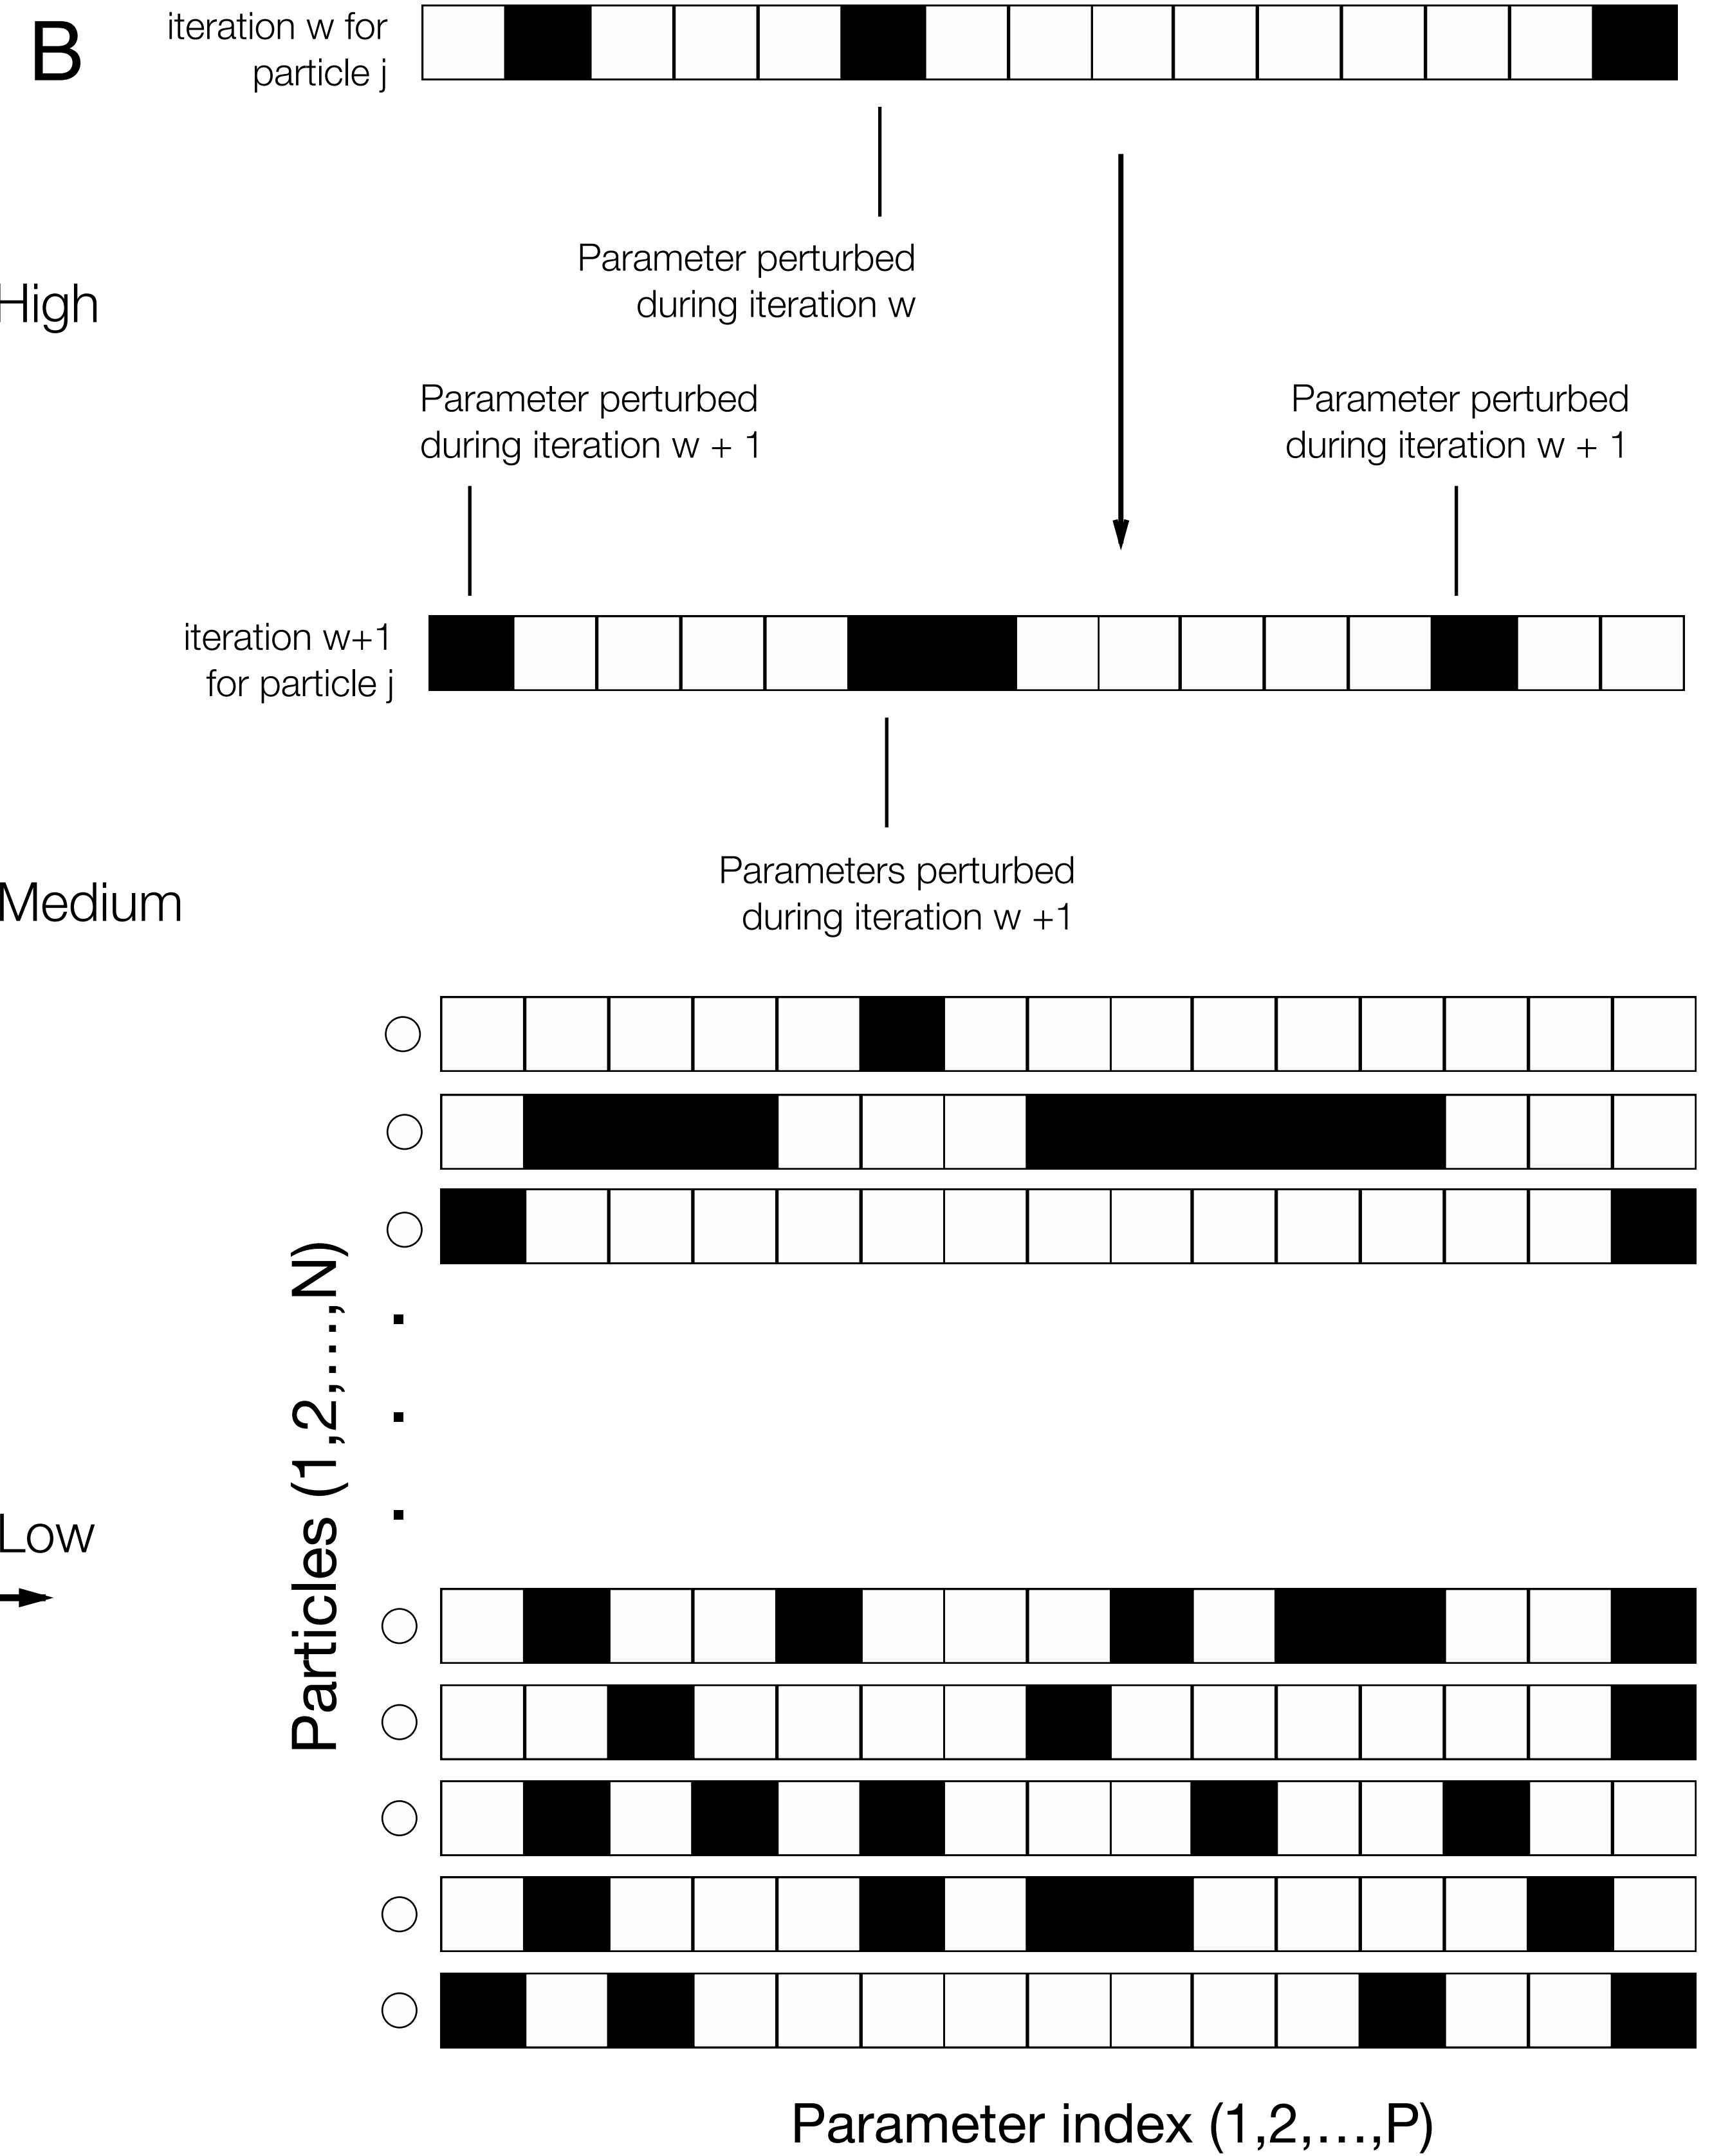 B
iteration w for
particle j
Parameter perturbed
during iteration w
High
Parameter perturbed
during iteration w + 1
Parameter perturbed
during iteration w + 1
iteration w+1
for particle j
Parameters perturbed
during iteration w +1
Medium
Particles (1,2,...,N)
Low
Parameter index (1,2,...,P)